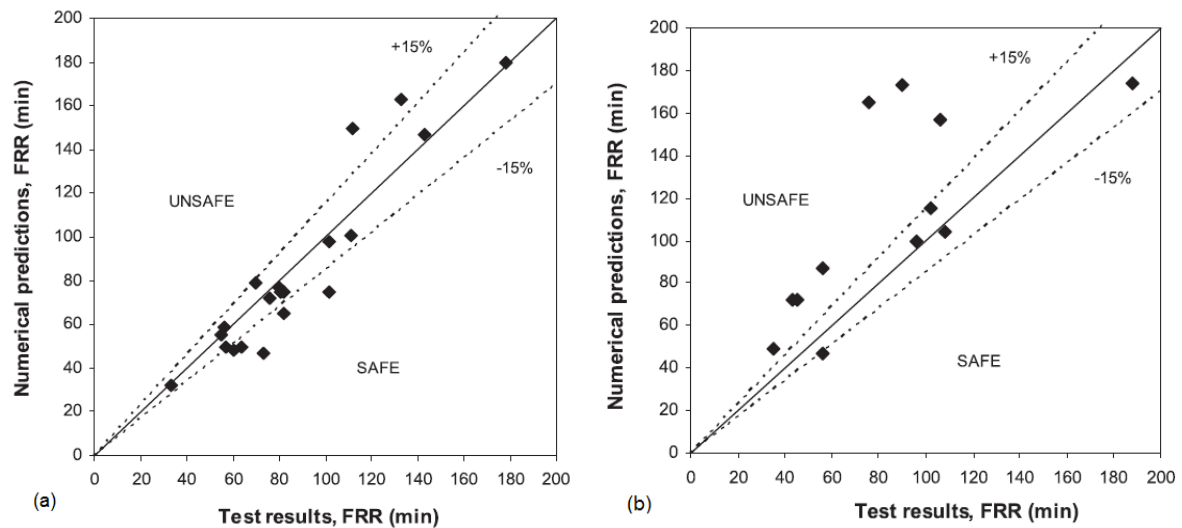 Numerical predictions, FRR (min)
200
180
160
140
120
100
80
60
40
20
0
+15%
-15%
UNSAFE
SAFE
0 20 40 60 80 100 120 140 160 180 200
(a)
Test results, FRR (min)
Numerical predictions, FRR (min)
200
180
160
140
120
100
80
60
40
20
0
+15%
-15%
UNSAFE
SAFE
0 20 40 60 80 100 120 140 160 180 200
(b)
Test results, FRR (min)